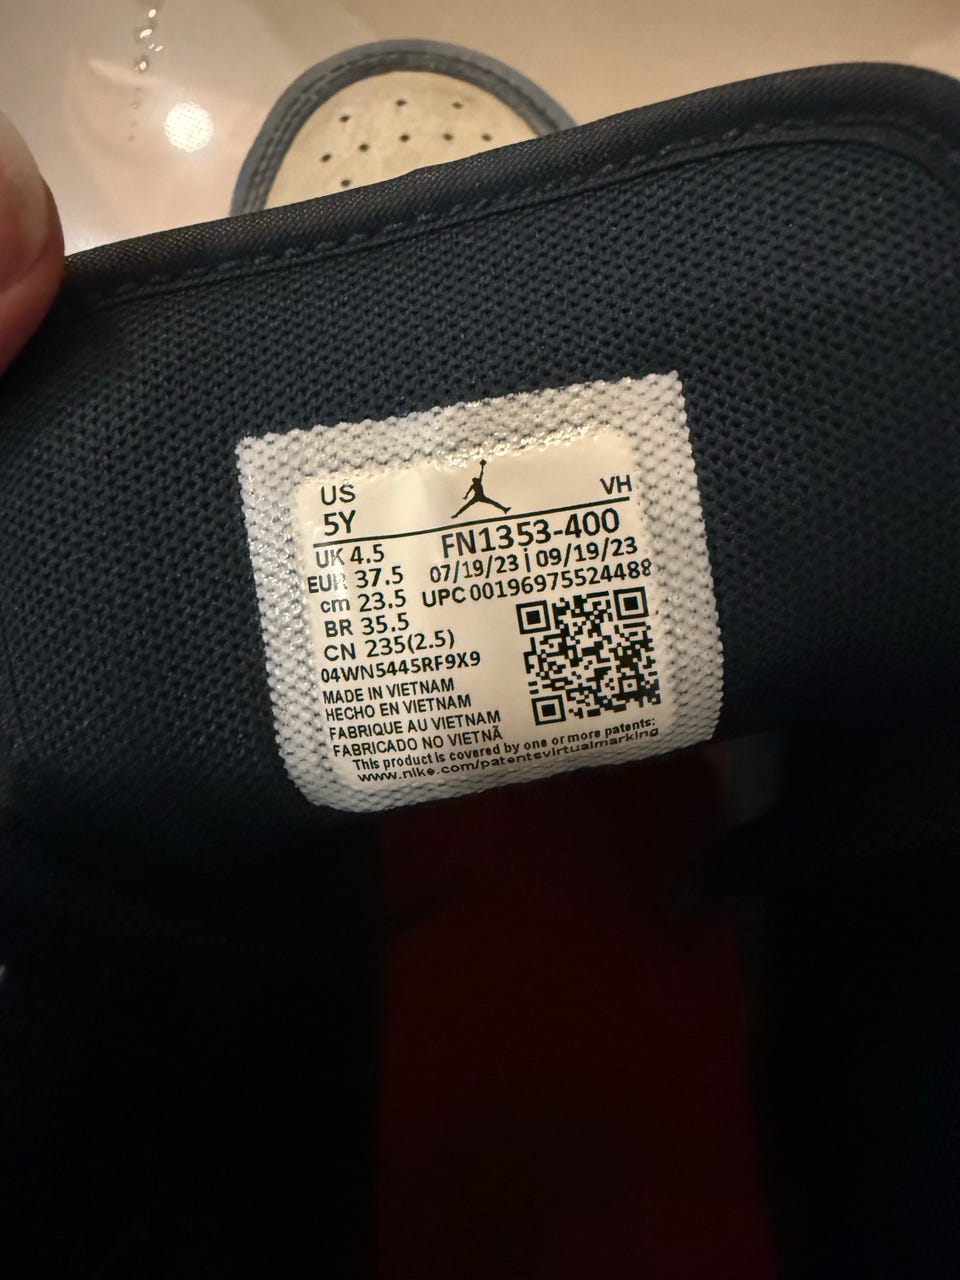 US
5Y
VH
UK 4.5
EUR 37.5
cm 23.5
BR 35.5
CN 235(2.5)
FN1353-400
07/19/23 | 09/19/23
UPC 00196975524488
04WN5445RF9X9
MADE IN VIETNAM
HECHO EN VIETNAM
FABRIQUE AU VIETNAM
FABRICADO NO VIETNÃ
This product is covered by one or more patents:
www.nike.com/patentsvirtualmarking